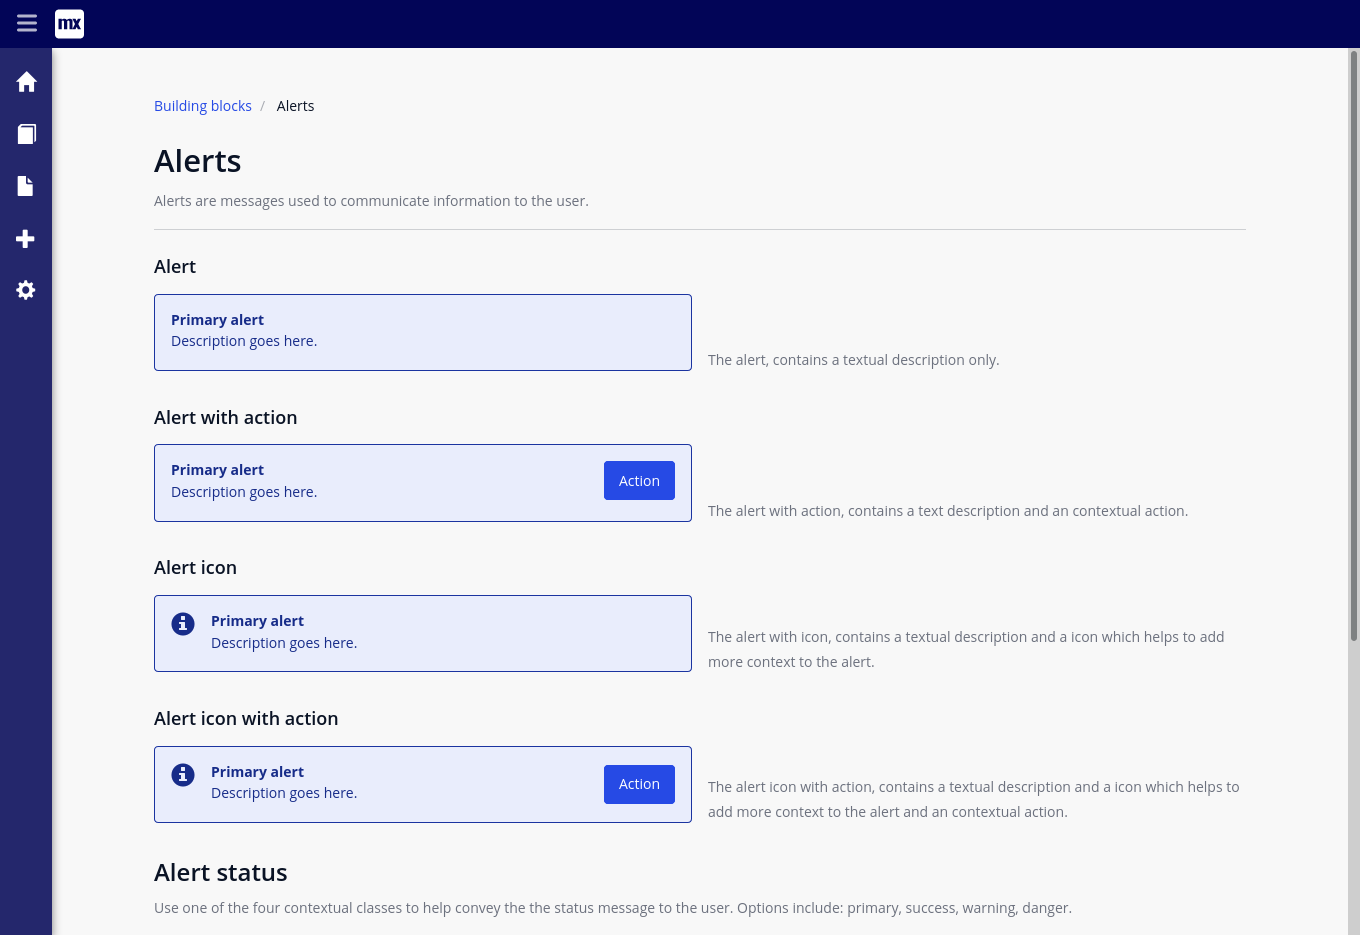 mx
Building blocks / Alerts
Alerts
Alerts are messages used to communicate information to the user.
Alert
Primary alert
Description goes here.
The alert, contains a textual description only.
Alert with action
Primary alert
Description goes here.
Action
The alert with action, contains a text description and an contextual action.
Alert icon
Primary alert
Description goes here.
The alert with icon, contains a textual description and a icon which helps to add
more context to the alert.
Alert icon with action
Primary alert
Description goes here.
Action
The alert icon with action, contains a textual description and a icon which helps to
add more context to the alert and an contextual action.
Alert status
Use one of the four contextual classes to help convey the the status message to the user. Options include: primary, success, warning, danger.